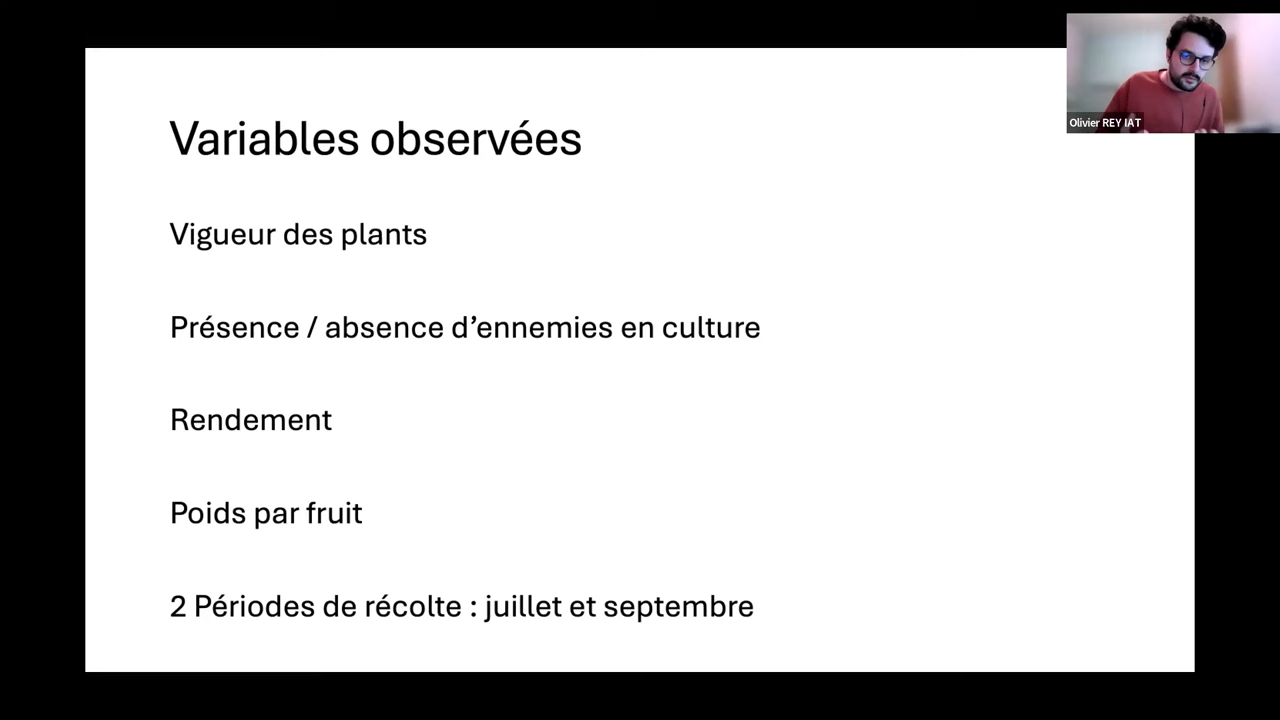 Variables observées
Vigueur des plants
Présence / absence d’ennemies en culture
Rendement
Poids par fruit
2 Périodes de récolte : juillet et septembre
Olivier REY IAT